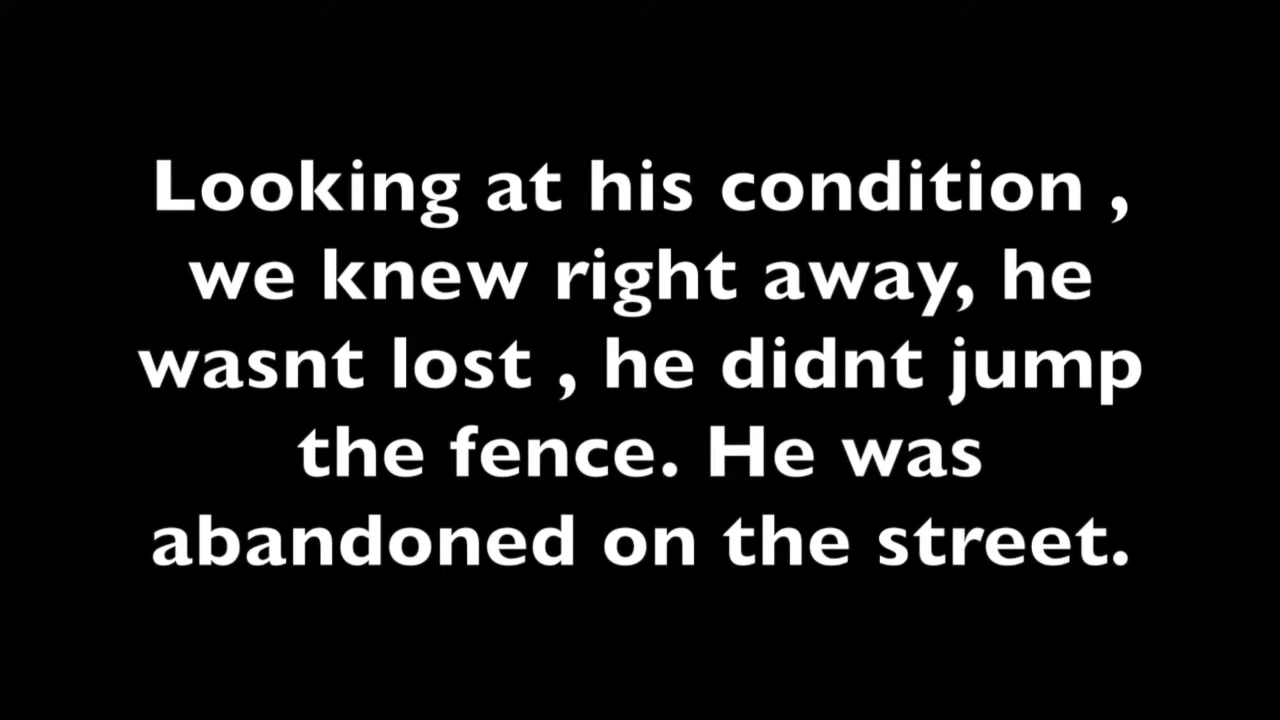 Looking at his condition ,
we knew right away, he
wasnt lost , he didnt jump
the fence. He was
abandoned on the street.